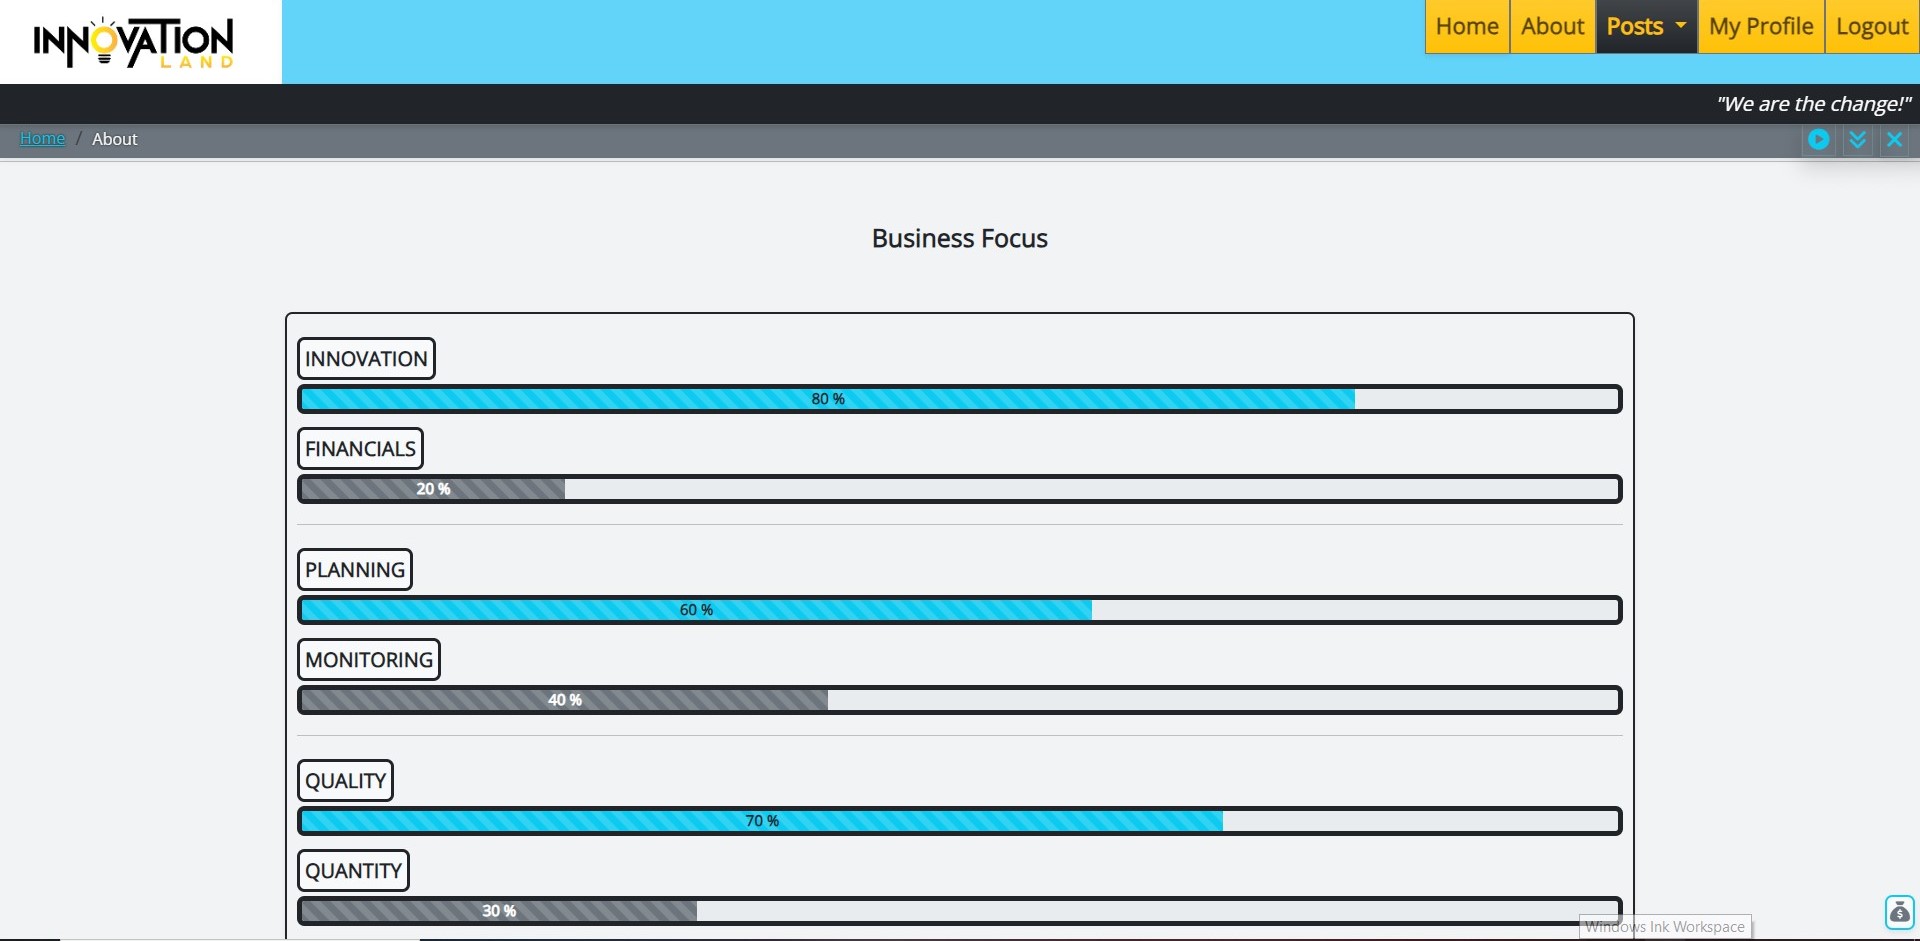 INNOVATION
LAND
Home About Posts My Profile Logout
"We are the change!"
Home / About
Business Focus
INNOVATION
80 %
FINANCIALS
20 %
PLANNING
60 %
MONITORING
40 %
QUALITY
70 %
QUANTITY
30 %
Windows Ink Workspace
$